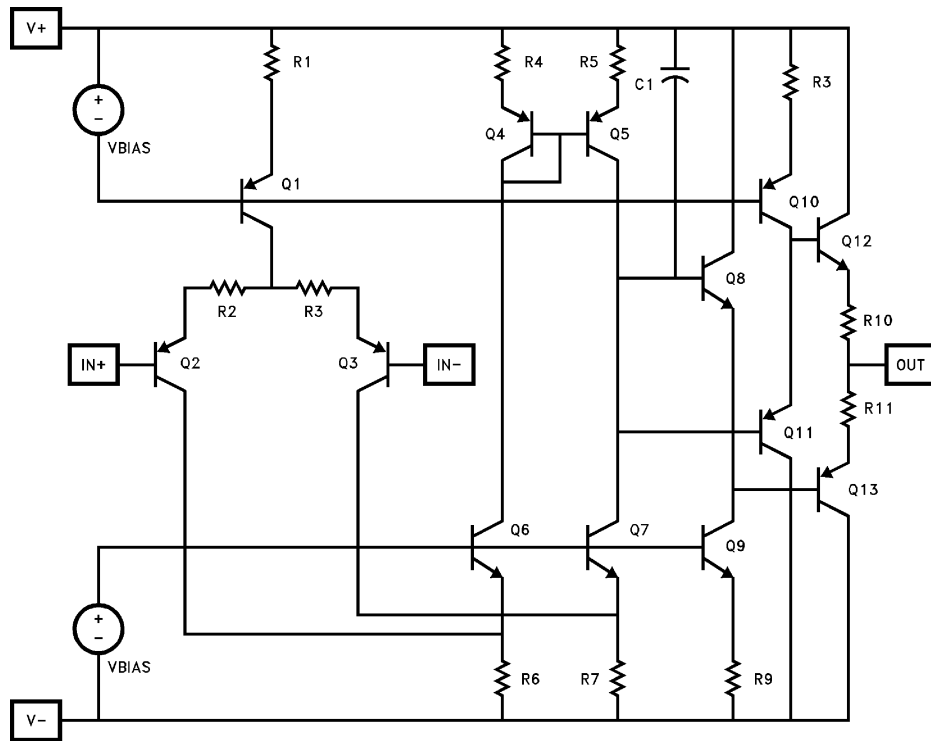 V+
R1
R4
R5
C1
R3
+
-
VBIAS
Q4
Q5
Q1
Q10
Q12
Q8
R2
R3
R10
IN+
Q2
Q3
IN-
OUT
R11
Q11
Q13
Q6
Q7
Q9
+
-
VBIAS
R6
R7
R9
V-